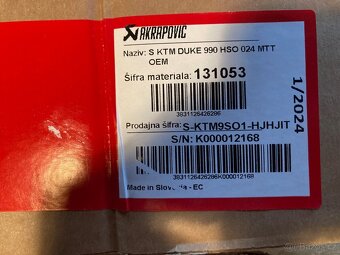 AKRAPOVIČ
Naziv: S KTM DUKE 990 HSO 024 MTT
OEM
Šifra materiala: 131053
3831126426286
1/2024
Prodajna šifra: S-KTM9SO1-HJHJIT
S/N: K000012168
3831126426286K000012168
Made in Slovenia - EC